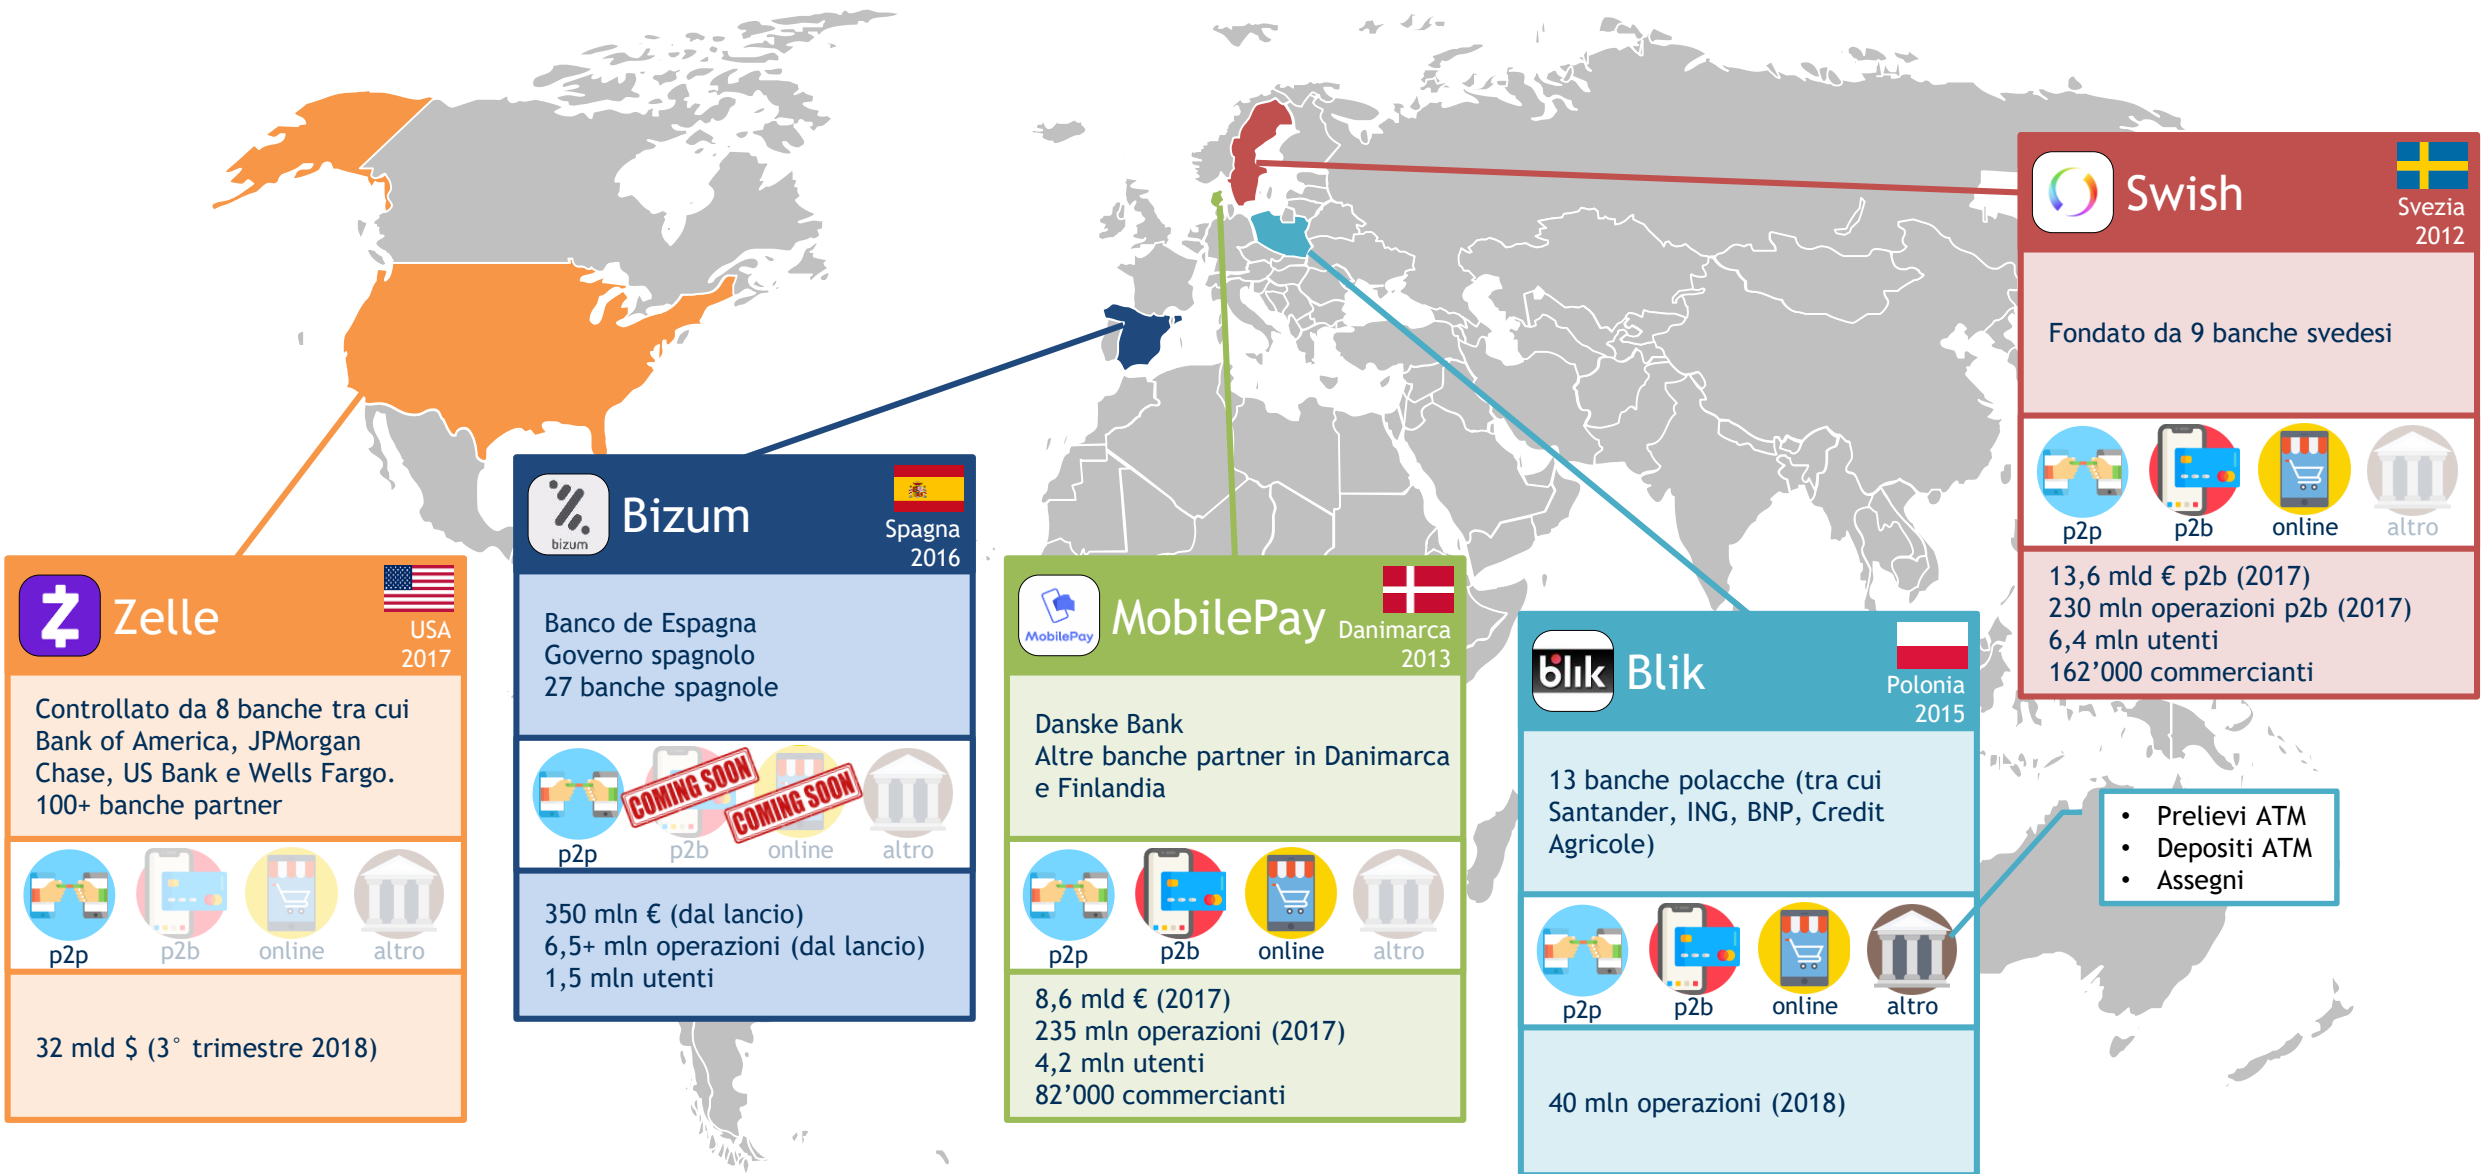 Zelle
USA
2017
Controllato da 8 banche tra cui
Bank of America, JPMorgan
Chase, US Bank e Wells Fargo.
100+ banche partner
p2p
p2b
online
altro
32 mld $ (3° trimestre 2018)
bizum
Bizum
Spagna
2016
Banco de Espagna
Governo spagnolo
27 banche spagnole
COMING SOON
COMING SOON
p2p
p2b
online
altro
350 mln € (dal lancio)
6,5+ mln operazioni (dal lancio)
1,5 mln utenti
MobilePay
MobilePay
Danimarca
2013
Danske Bank
Altre banche partner in Danimarca
e Finlandia
p2p
p2b
online
altro
8,6 mld € (2017)
235 mln operazioni (2017)
4,2 mln utenti
82’000 commercianti
blik
Blik
Polonia
2015
13 banche polacche (tra cui
Santander, ING, BNP, Credit
Agricole)
p2p
p2b
online
altro
40 mln operazioni (2018)
• Prelievi ATM
• Depositi ATM
• Assegni
Swish
Svezia
2012
Fondato da 9 banche svedesi
p2p
p2b
online
altro
13,6 mld € p2b (2017)
230 mln operazioni p2b (2017)
6,4 mln utenti
162’000 commercianti